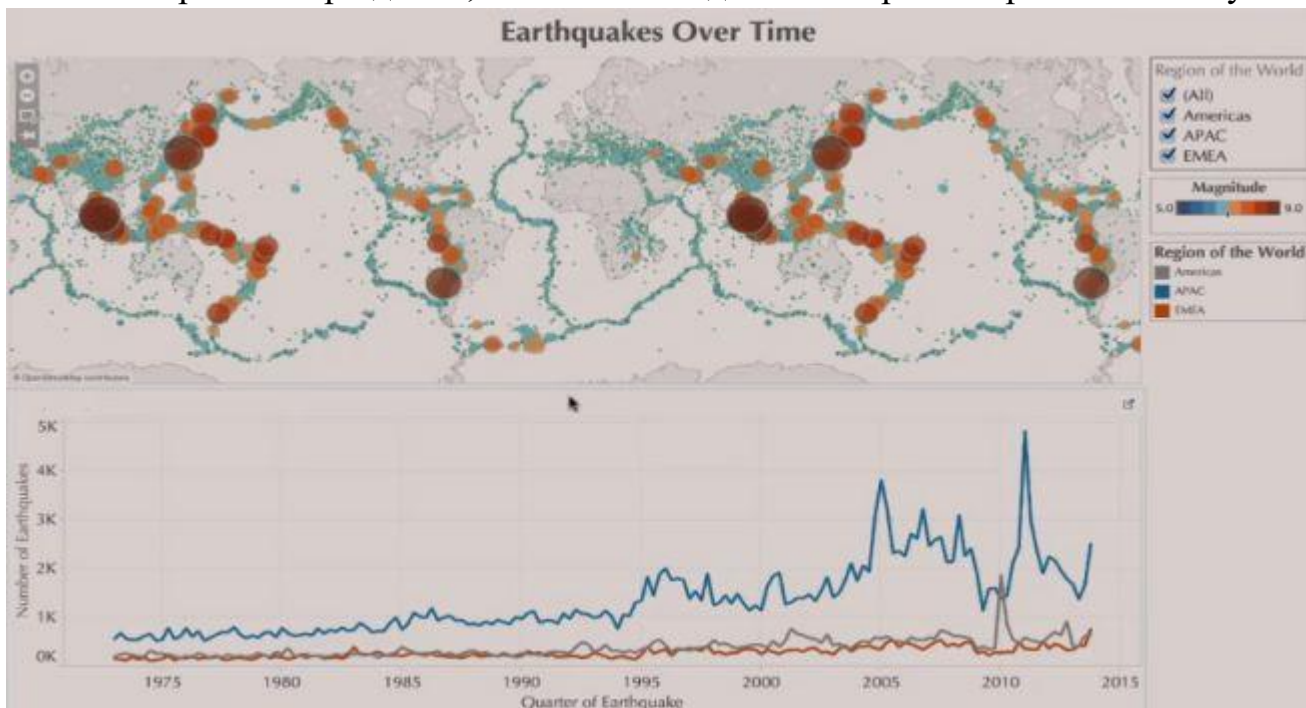 Earthquakes Over Time
Region of the World
(All)
Americas
APAC
EMEA
Magnitude
5.0
9.0
Region of the World
Americas
APAC
EMEA
© OpenStreetMap contributors
Number of Earthquakes
5K
4K
3K
2K
1K
0K
1975
1980
1985
1990
1995
2000
2005
2010
2015
Quarter of Earthquake